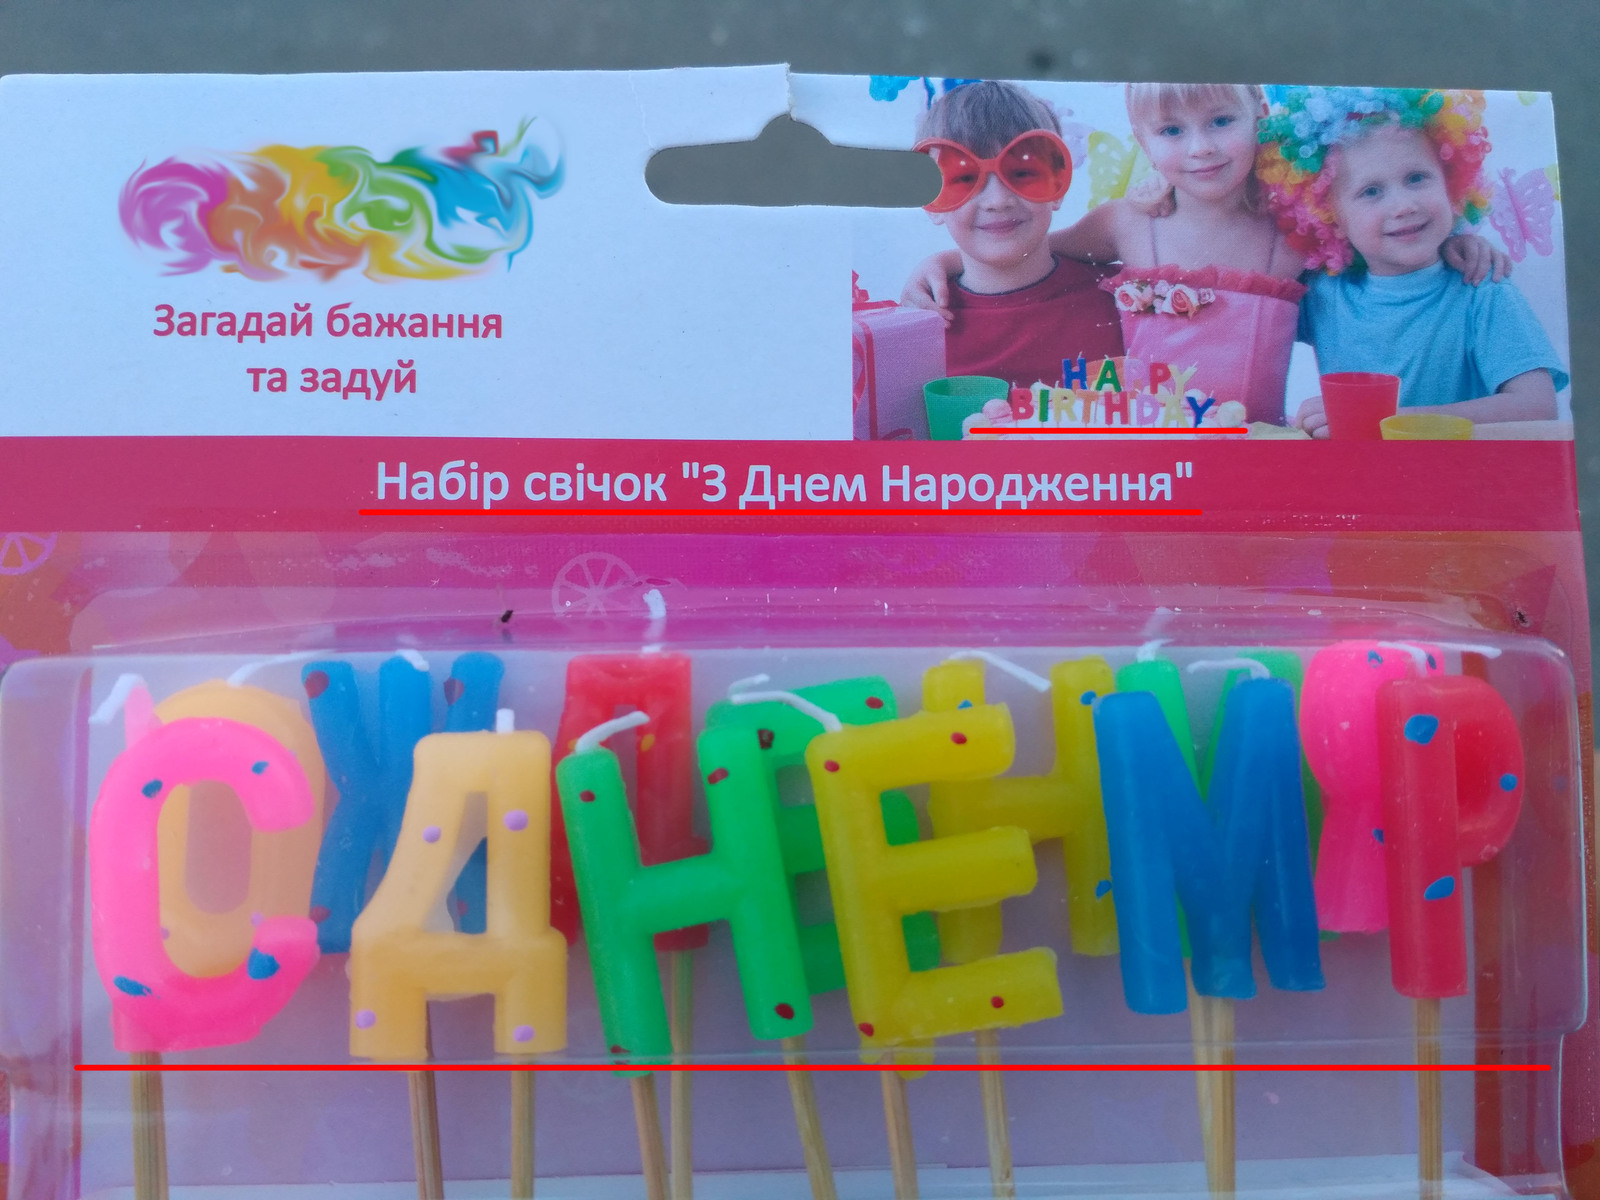 Загадай бажання
та задуй
HAPPY
BIRTHDAY
Набір свічок "З Днем Народження"
СДНЕМР